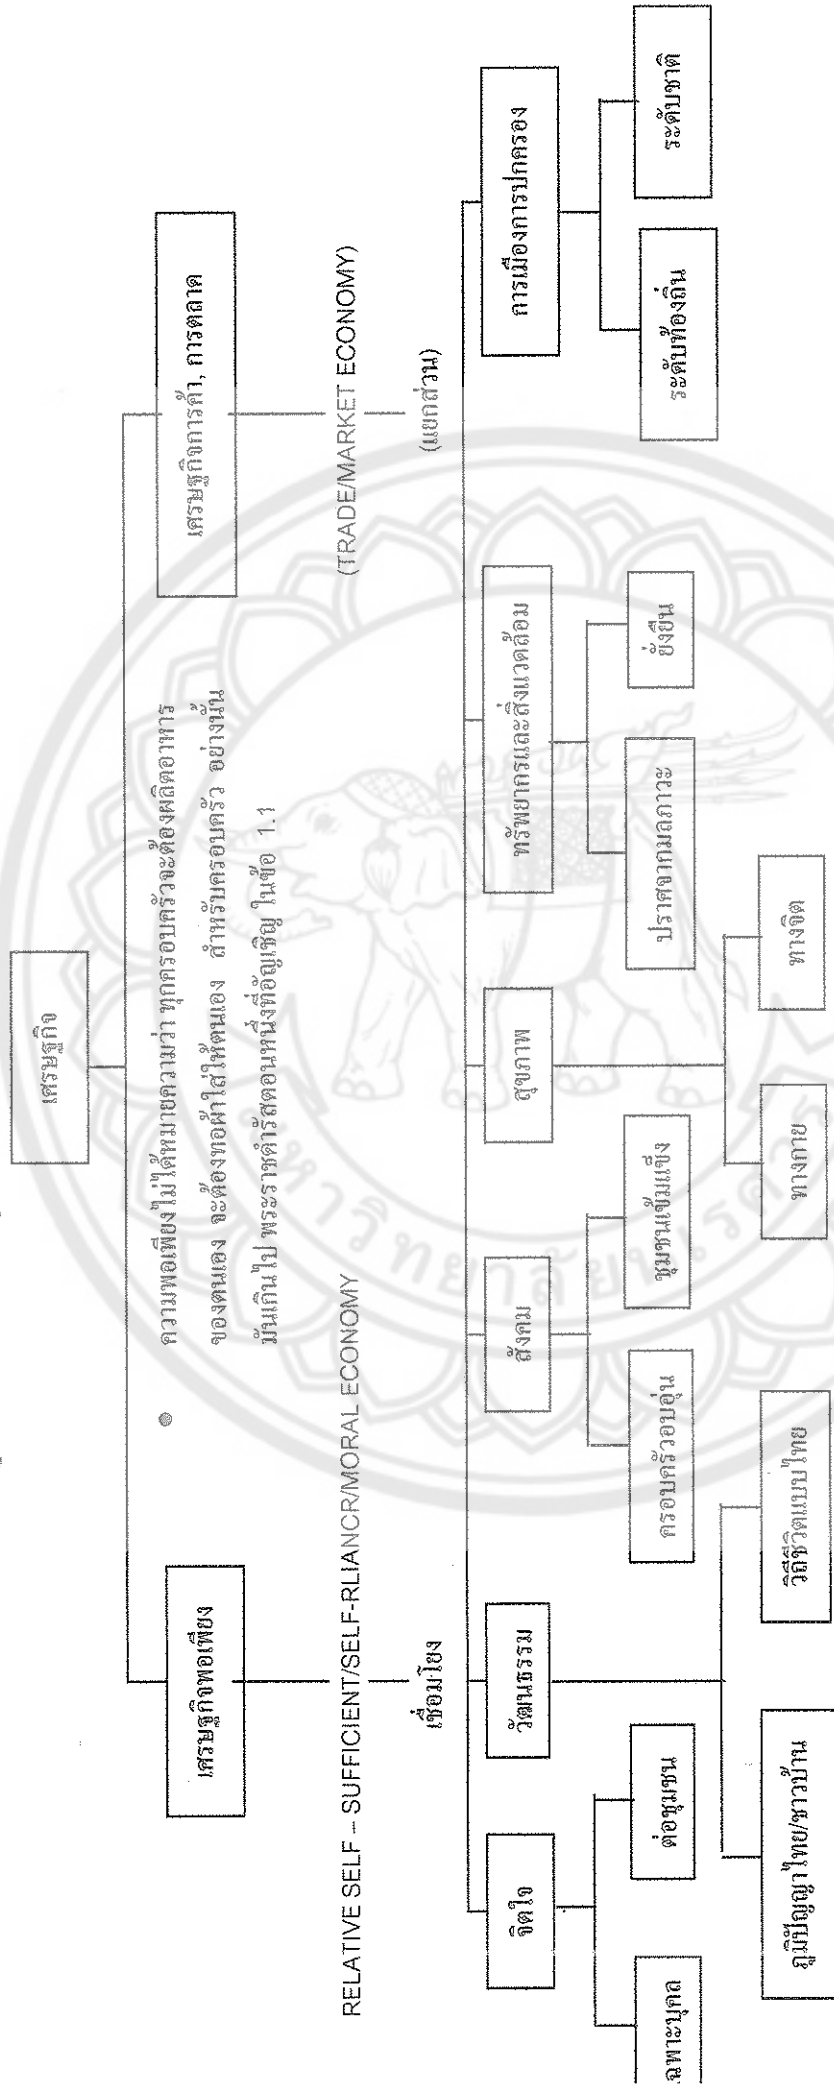 เศรษฐกิจ
เศรษฐกิจพอเพียง
เศรษฐกิจการค้า, การตลาด
ความพอเพียงไม่ได้หมายความว่า ทุกครอบครัวจะต้องผลิตอาหาร
ของตนเอง จะต้องทอผ้าใส่ให้ตนเอง สำหรับครอบครัว อย่างนั้น
มันเกินไป พระราชดำรัสตอนหนึ่งที่อัญเชิญ ในข้อ 1.1
RELATIVE SELF – SUFFICIENT/SELF-RLIANCR/MORAL ECONOMY
(TRADE/MARKET ECONOMY)
เชื่อมโยง
(แยกส่วน)
จิตใจ
วัฒนธรรม
สังคม
สุขภาพ
ทรัพยากรและสิ่งแวดล้อม
การเมืองการปกครอง
เฉพาะบุคคล
ต่อชุมชน
ครอบครัวอบอุ่น
ชุมชนเข้มแข็ง
ปราศจากมลภาวะ
ยั่งยืน
ระดับท้องถิ่น
ระดับชาติ
ภูมิปัญญาไทย/ชาวบ้าน
วิถีชีวิตแบบไทย
ทางกาย
ทางจิต